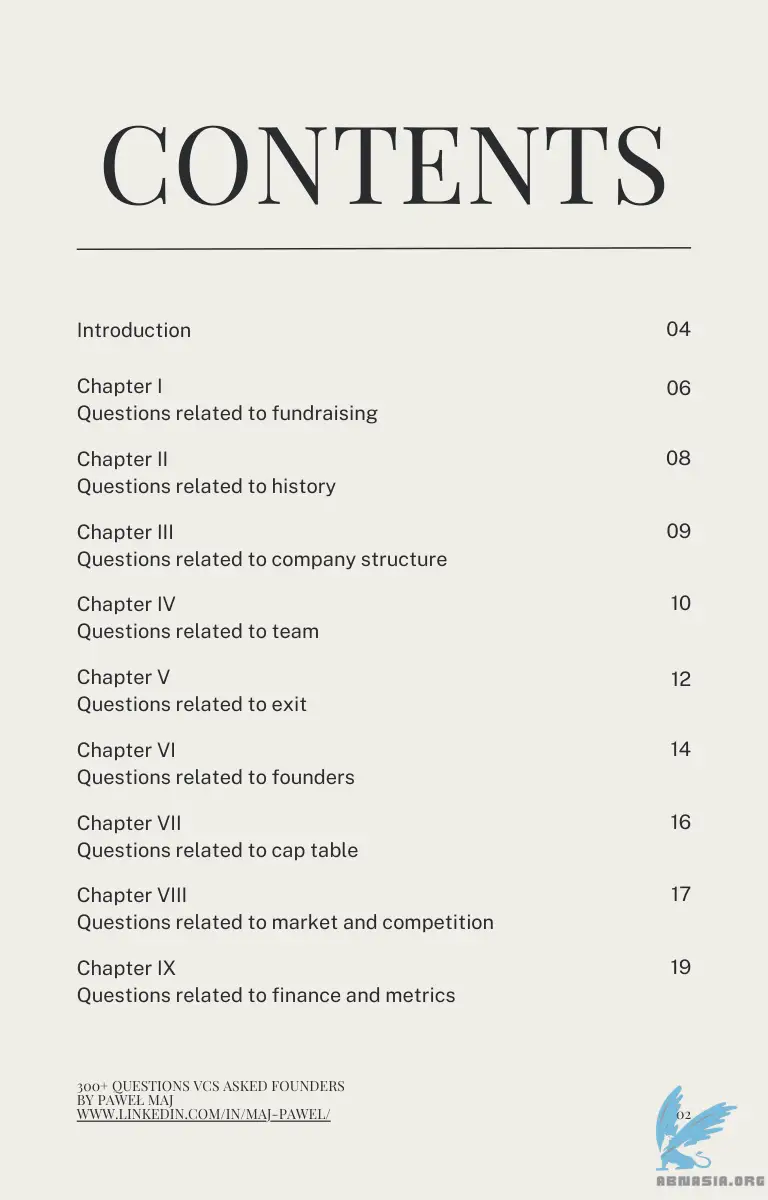 CONTENTS
Introduction 04
Chapter I 06
Questions related to fundraising
Chapter II 08
Questions related to history
Chapter III 09
Questions related to company structure
Chapter IV 10
Questions related to team
Chapter V 12
Questions related to exit
Chapter VI 14
Questions related to founders
Chapter VII 16
Questions related to cap table
Chapter VIII 17
Questions related to market and competition
Chapter IX 19
Questions related to finance and metrics
300+ QUESTIONS VCS ASKED FOUNDERS
BY PAWEŁ MAJ
WWW.LINKEDIN.COM/IN/MAJ-PAWEL/
02
ABNASIA.ORG